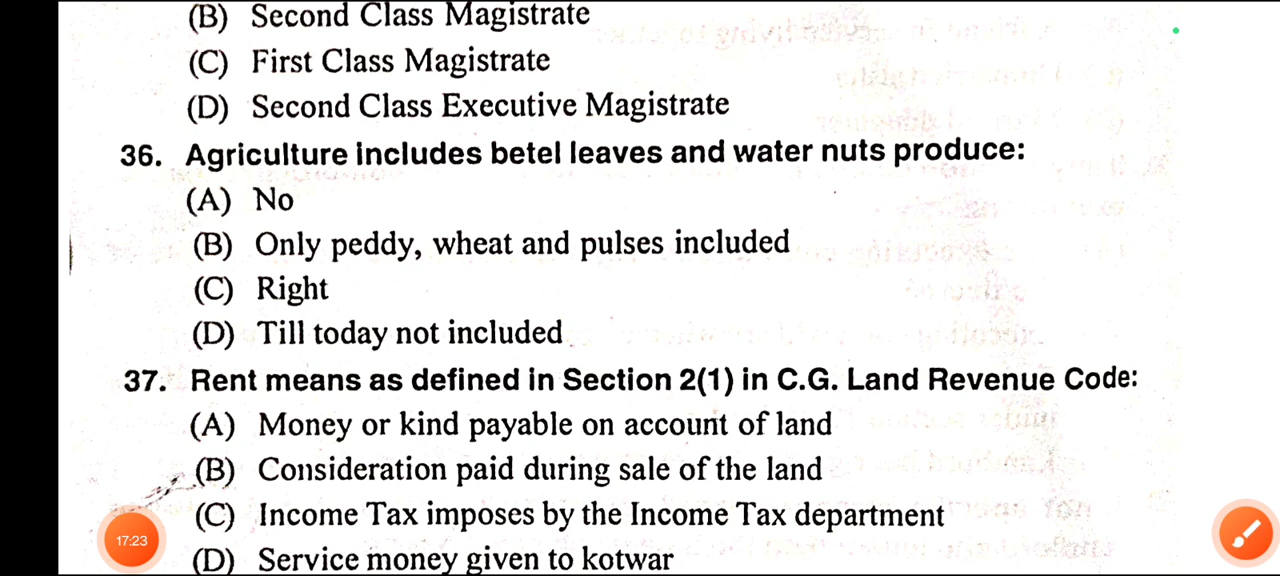 (B) Second Class Magistrate
(C) First Class Magistrate
(D) Second Class Executive Magistrate
36. Agriculture includes betel leaves and water nuts produce:
(A) No
(B) Only peddy, wheat and pulses included
(C) Right
(D) Till today not included
37. Rent means as defined in Section 2(1) in C.G. Land Revenue Code:
(A) Money or kind payable on account of land
(B) Consideration paid during sale of the land
(C) Income Tax imposes by the Income Tax department
17:23
(D) Service money given to kotwar